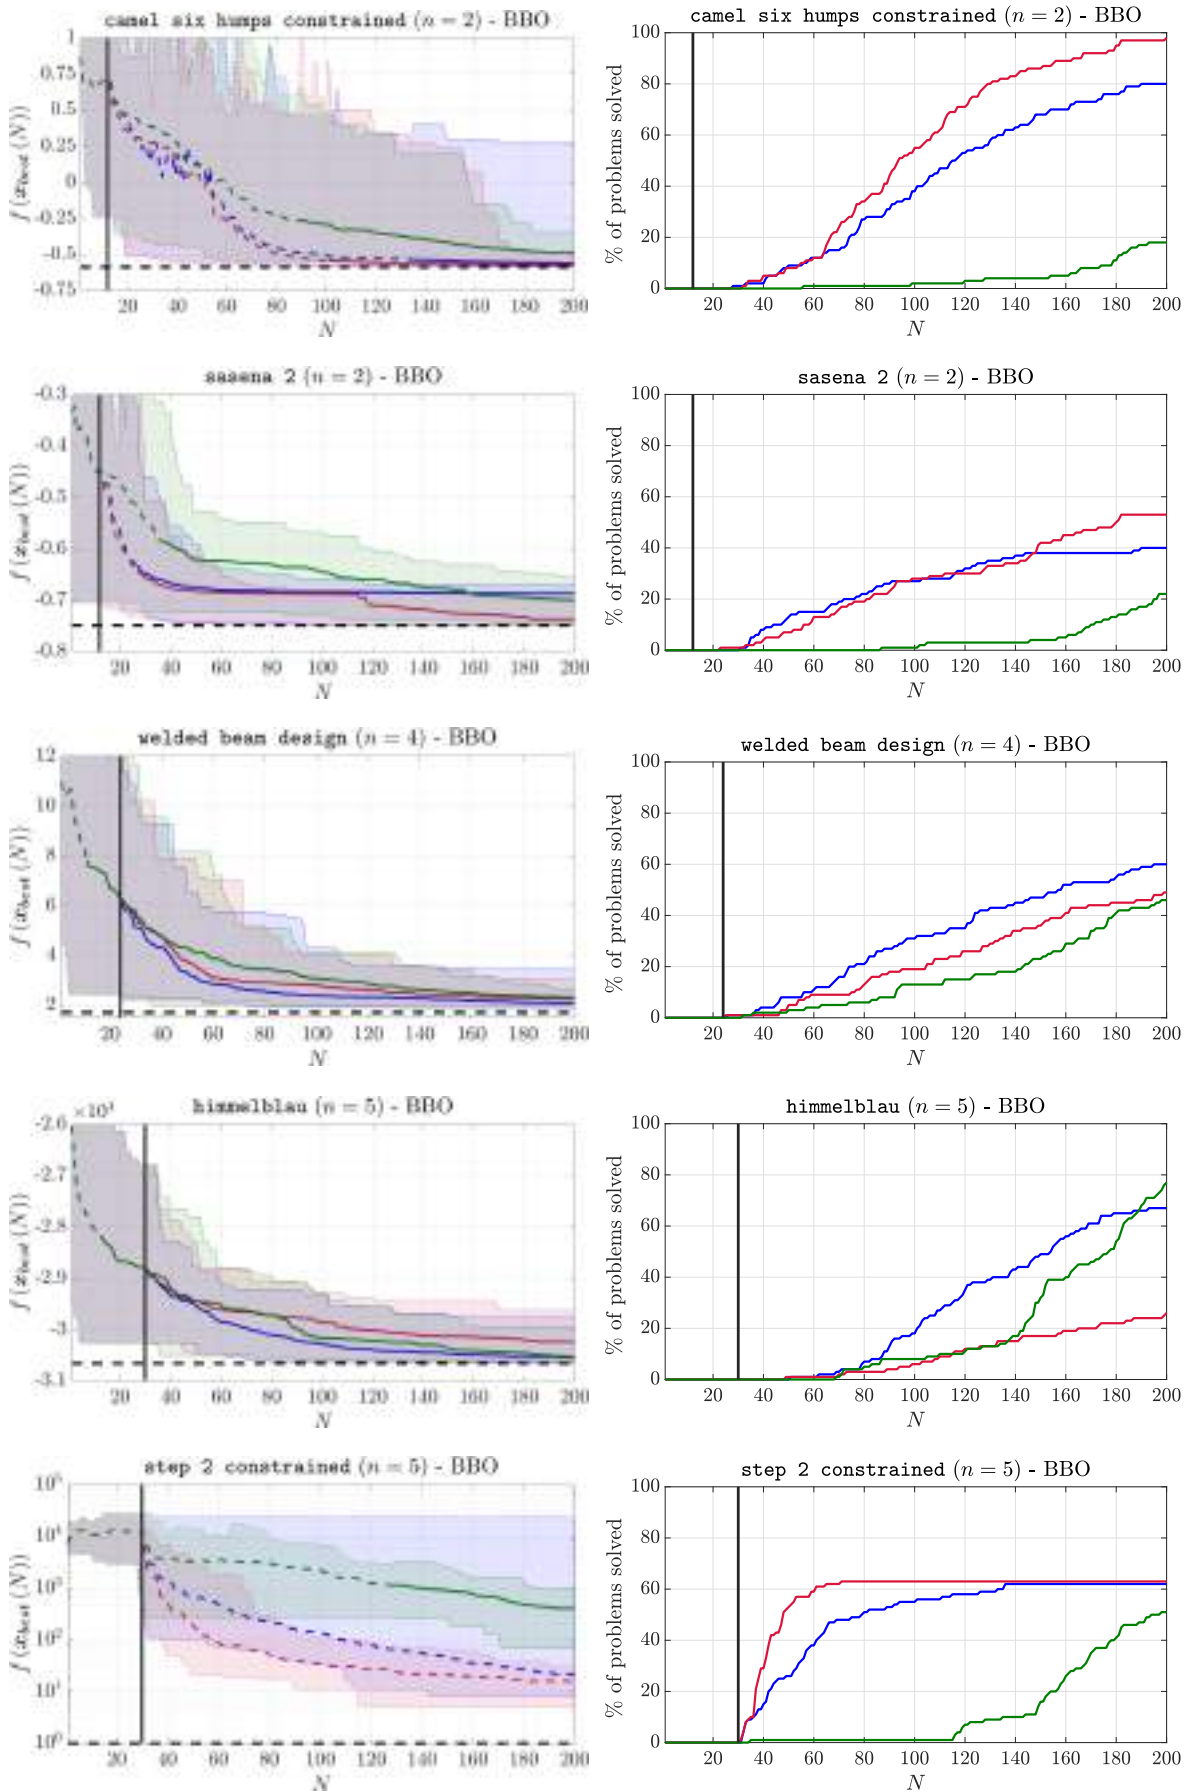 camel six humps constrained (n = 2) - BBO
1
0.75
0.5
0.25
0
-0.25
-0.5
-0.75
f (x_best (N))
20 40 60 80 100 120 140 160 180 200
N
camel six humps constrained (n = 2) - BBO
100
80
60
40
20
0
% of problems solved
20 40 60 80 100 120 140 160 180 200
N
sasena 2 (n = 2) - BBO
-0.3
-0.4
-0.5
-0.6
-0.7
-0.8
f (x_best (N))
20 40 60 80 100 120 140 160 180 200
N
sasena 2 (n = 2) - BBO
100
80
60
40
20
0
% of problems solved
20 40 60 80 100 120 140 160 180 200
N
welded beam design (n = 4) - BBO
12
10
8
6
4
2
f (x_best (N))
20 40 60 80 100 120 140 160 180 200
N
welded beam design (n = 4) - BBO
100
80
60
40
20
0
% of problems solved
20 40 60 80 100 120 140 160 180 200
N
himmelblau (n = 5) - BBO
×10⁴
-2.6
-2.7
-2.8
-2.9
-3
-3.1
f (x_best (N))
20 40 60 80 100 120 140 160 180 200
N
himmelblau (n = 5) - BBO
100
80
60
40
20
0
% of problems solved
20 40 60 80 100 120 140 160 180 200
N
step 2 constrained (n = 5) - BBO
10⁵
10⁴
10³
10²
10¹
10⁰
f (x_best (N))
20 40 60 80 100 120 140 160 180 200
N
step 2 constrained (n = 5) - BBO
100
80
60
40
20
0
% of problems solved
20 40 60 80 100 120 140 160 180 200
N